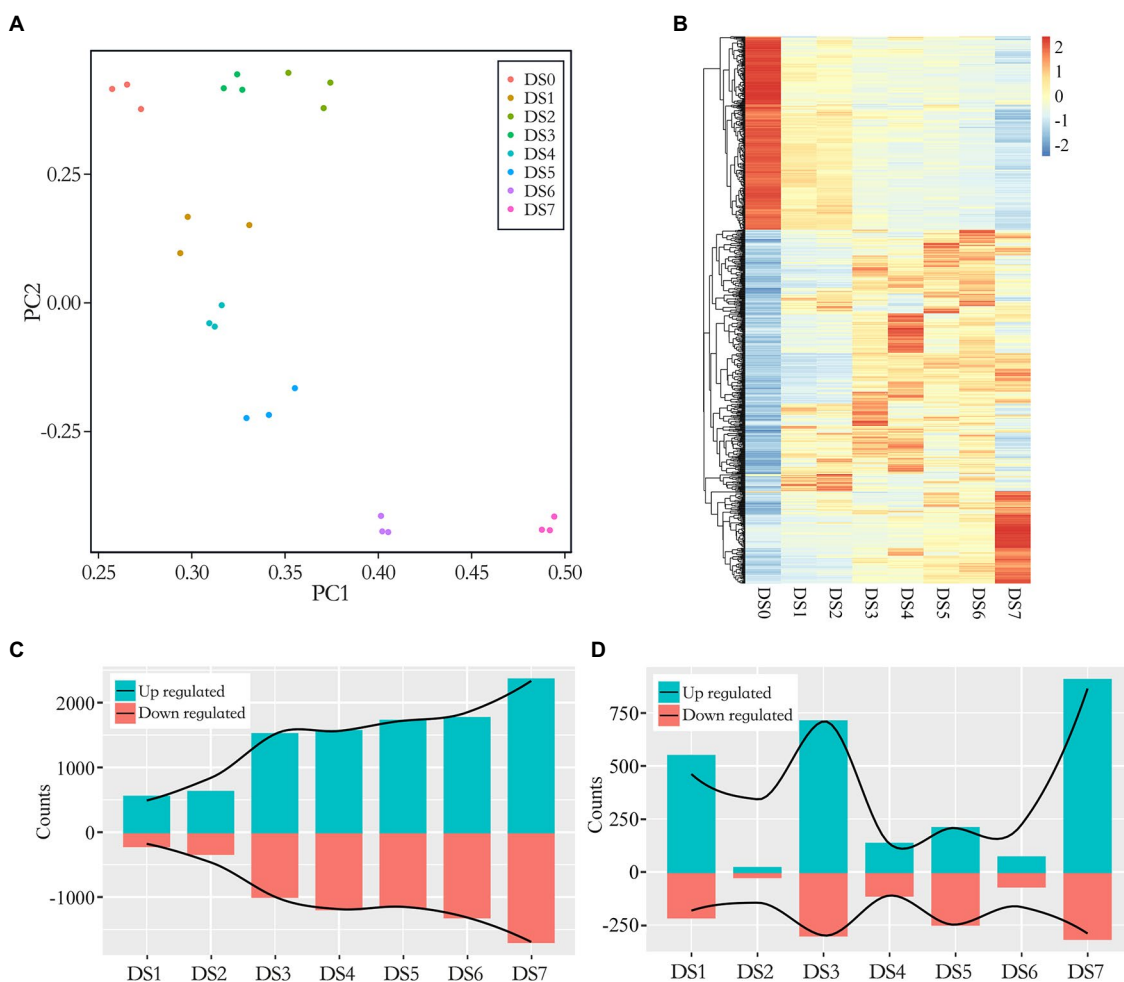 A
PC2
0.25
0.00
-0.25
DS0
DS1
DS2
DS3
DS4
DS5
DS6
DS7
0.25
0.30
0.35
0.40
0.45
0.50
PC1
B
2
1
0
-1
-2
DS0
DS1
DS2
DS3
DS4
DS5
DS6
DS7
C
Counts
2000
1000
0
-1000
Up regulated
Down regulated
DS1
DS2
DS3
DS4
DS5
DS6
DS7
D
Counts
750
500
250
0
-250
Up regulated
Down regulated
DS1
DS2
DS3
DS4
DS5
DS6
DS7